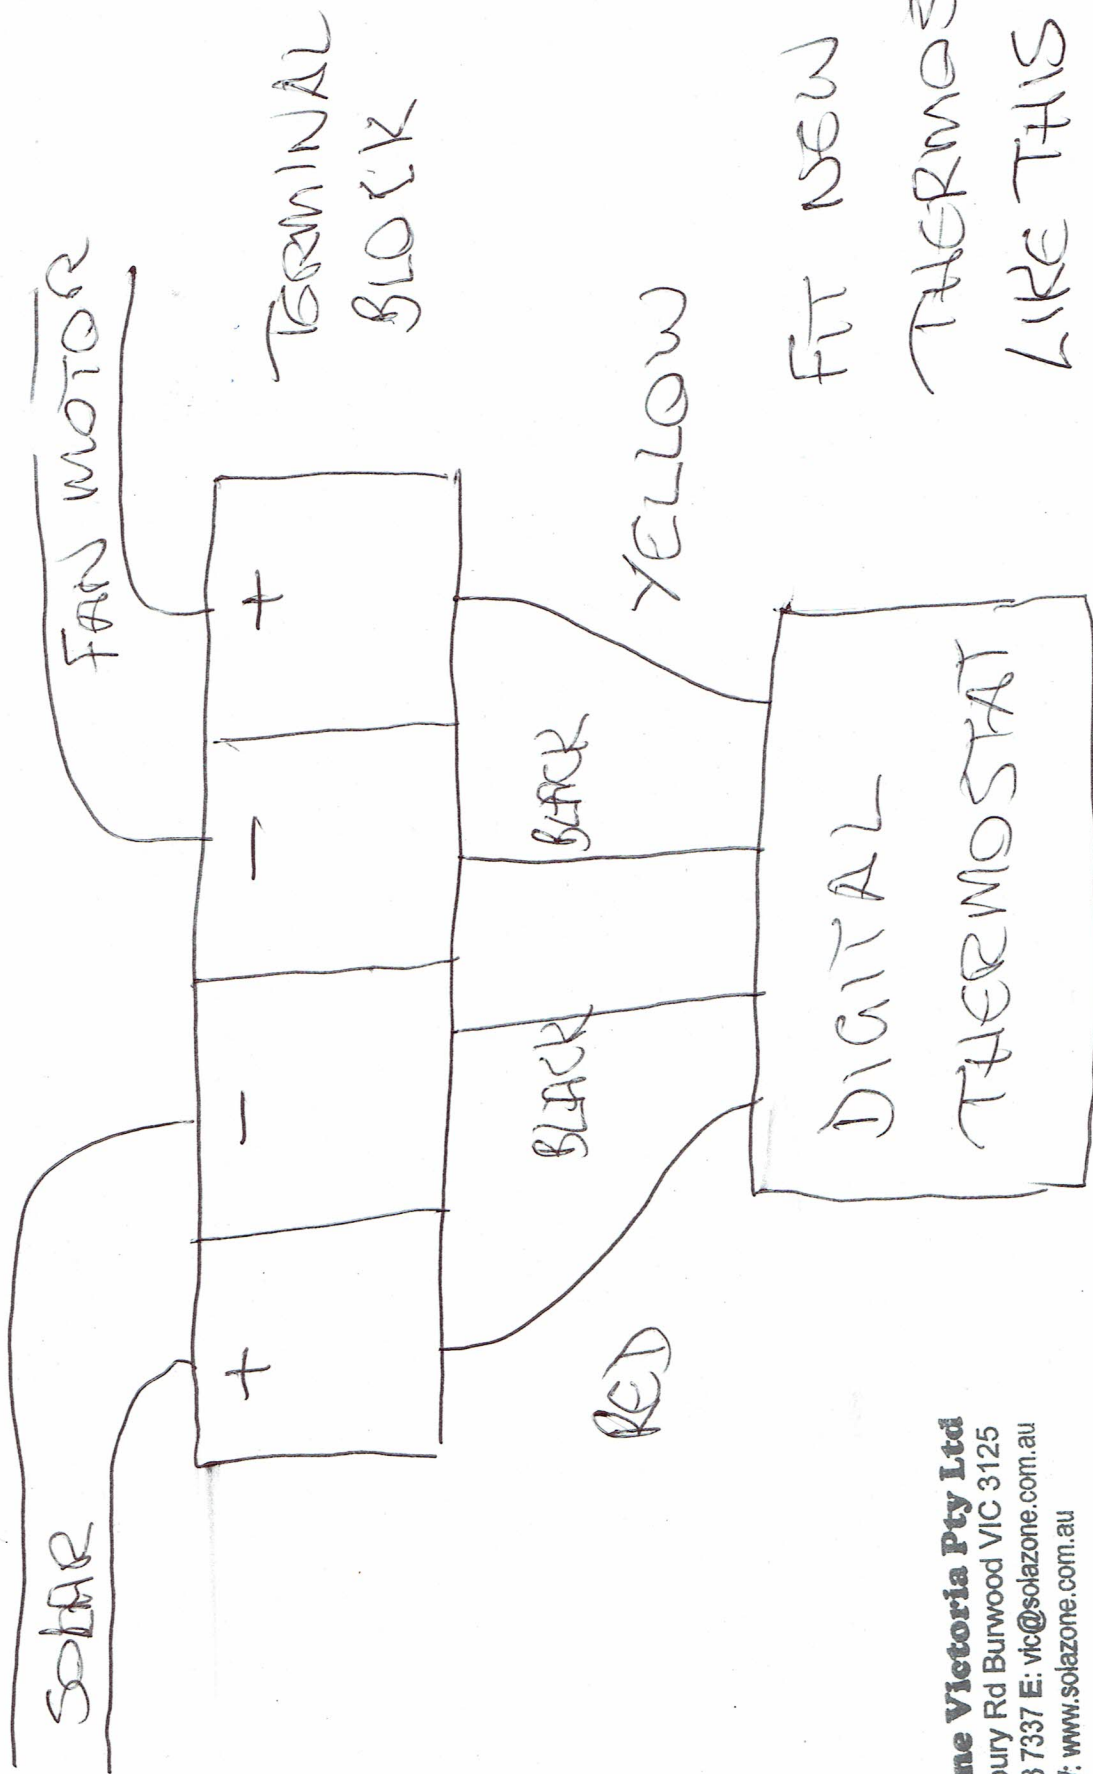 SOLAR
FAN MOTOR
+
−
−
+
TERMINAL
BLOCK
RED
BLACK
BLACK
YELLOW
DIGITAL
THERMOSTAT
FIT NEW
LIKE THIS
Victoria Pty Ltd
Rd Burwood VIC 3125
7337 E: vic@solazone.com.au
www.solazone.com.au